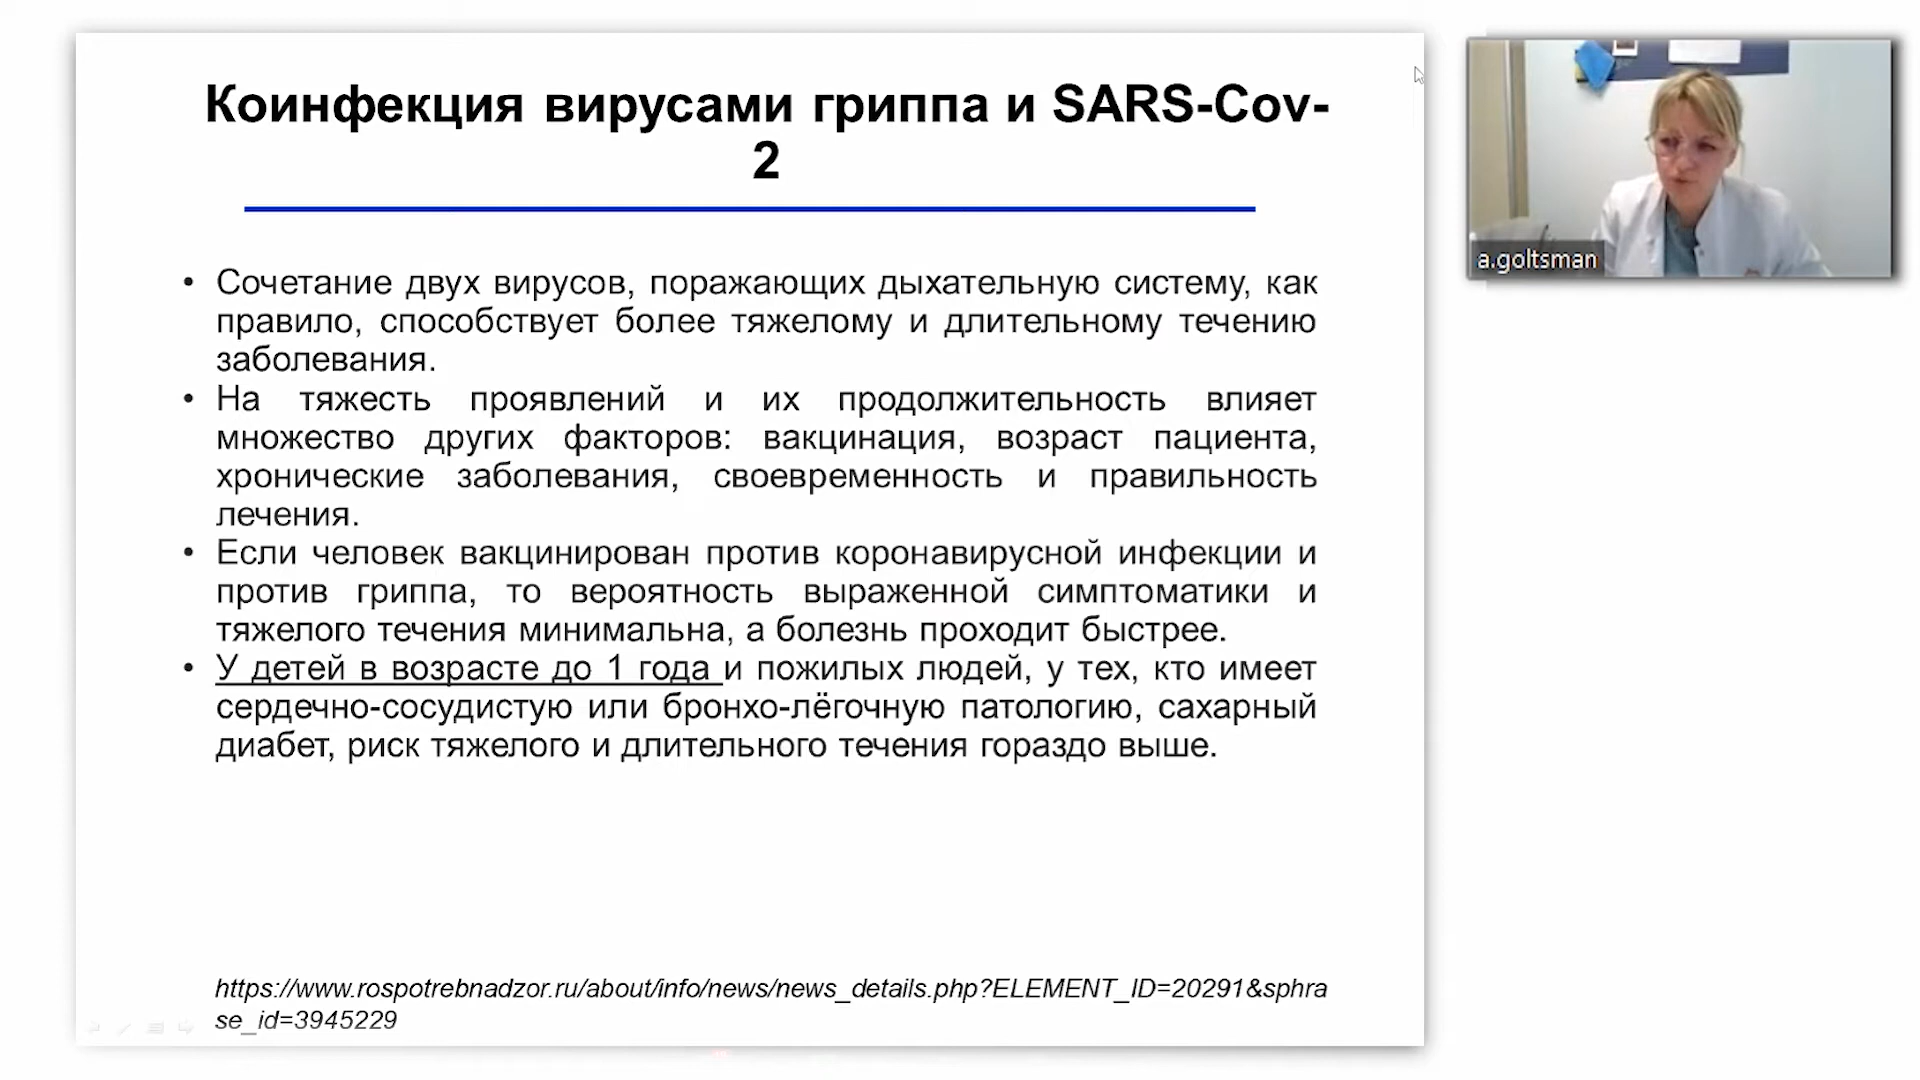 Коинфекция вирусами гриппа и SARS-Cov-
2
• Сочетание двух вирусов, поражающих дыхательную систему, как
правило, способствует более тяжелому и длительному течению
заболевания.
• На тяжесть проявлений и их продолжительность влияет
множество других факторов: вакцинация, возраст пациента,
хронические заболевания, своевременность и правильность
лечения.
• Если человек вакцинирован против коронавирусной инфекции и
против гриппа, то вероятность выраженной симптоматики и
тяжелого течения минимальна, а болезнь проходит быстрее.
• У детей в возрасте до 1 года и пожилых людей, у тех, кто имеет
сердечно-сосудистую или бронхо-лёгочную патологию, сахарный
диабет, риск тяжелого и длительного течения гораздо выше.
https://www.rospotrebnadzor.ru/about/info/news/news_details.php?ELEMENT_ID=20291&sphra
se_id=3945229
a.goltsman